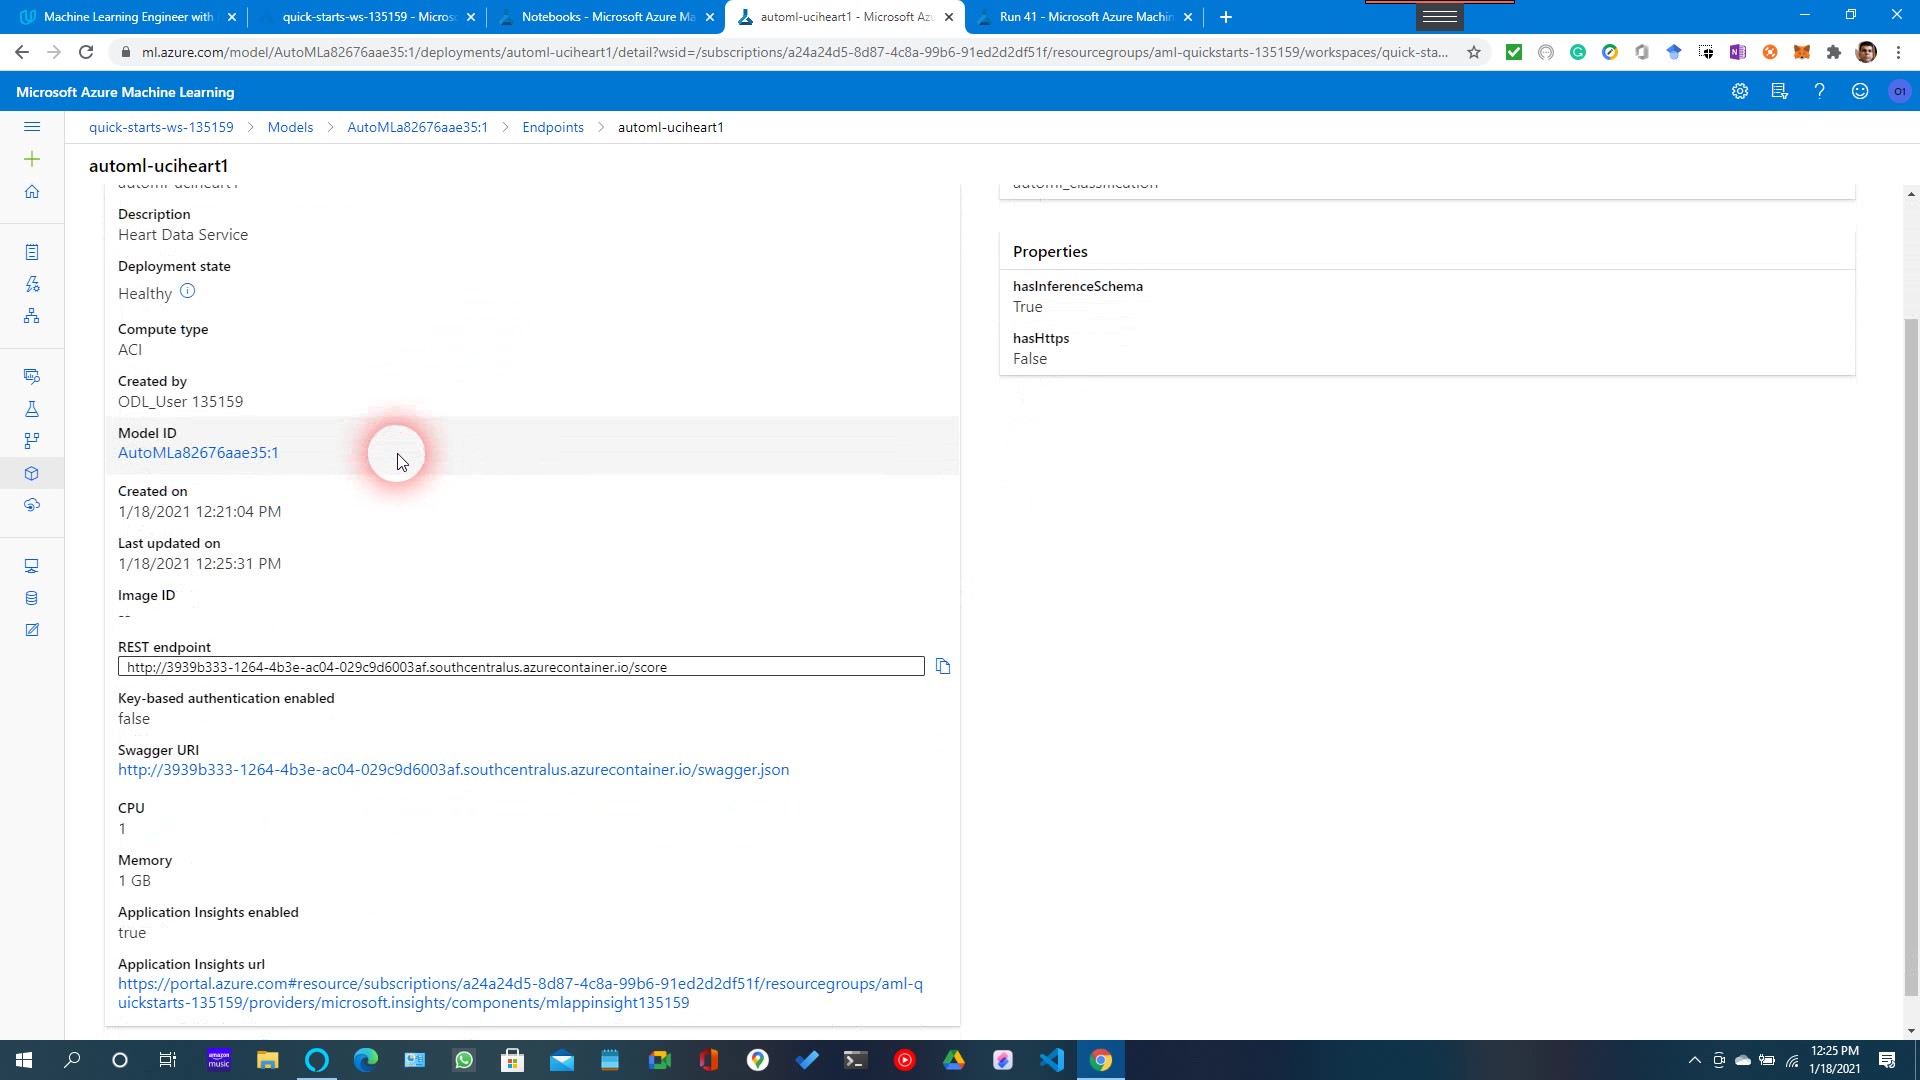 Machine Learning Engineer with
quick-starts-ws-135159 - Micros
Notebooks - Microsoft Azure Ma
automl-uciheart1 - Microsoft Azu
Run 41 - Microsoft Azure Machin
ml.azure.com/model/AutoMLa82676aae35:1/deployments/automl-uciheart1/detail?wsid=/subscriptions/a24a24d5-8d87-4c8a-99b6-91ed2d2df51f/resourcegroups/aml-quickstarts-135159/workspaces/quick-sta...
Microsoft Azure Machine Learning
O1
quick-starts-ws-135159 > Models > AutoMLa82676aae35:1 > Endpoints > automl-uciheart1
automl-uciheart1
automl-uciheart1
Description
Heart Data Service
Deployment state
Healthy
Compute type
ACI
Created by
ODL_User 135159
Model ID
AutoMLa82676aae35:1
Created on
1/18/2021 12:21:04 PM
Last updated on
1/18/2021 12:25:31 PM
Image ID
--
REST endpoint
http://3939b333-1264-4b3e-ac04-029c9d6003af.southcentralus.azurecontainer.io/score
Key-based authentication enabled
false
Swagger URI
http://3939b333-1264-4b3e-ac04-029c9d6003af.southcentralus.azurecontainer.io/swagger.json
CPU
1
Memory
1 GB
Application Insights enabled
true
Application Insights url
https://portal.azure.com#resource/subscriptions/a24a24d5-8d87-4c8a-99b6-91ed2d2df51f/resourcegroups/aml-q
uickstarts-135159/providers/microsoft.insights/components/mlappinsight135159
automl_classification
Properties
hasInferenceSchema
True
hasHttps
False
amazon
music
12:25 PM
1/18/2021